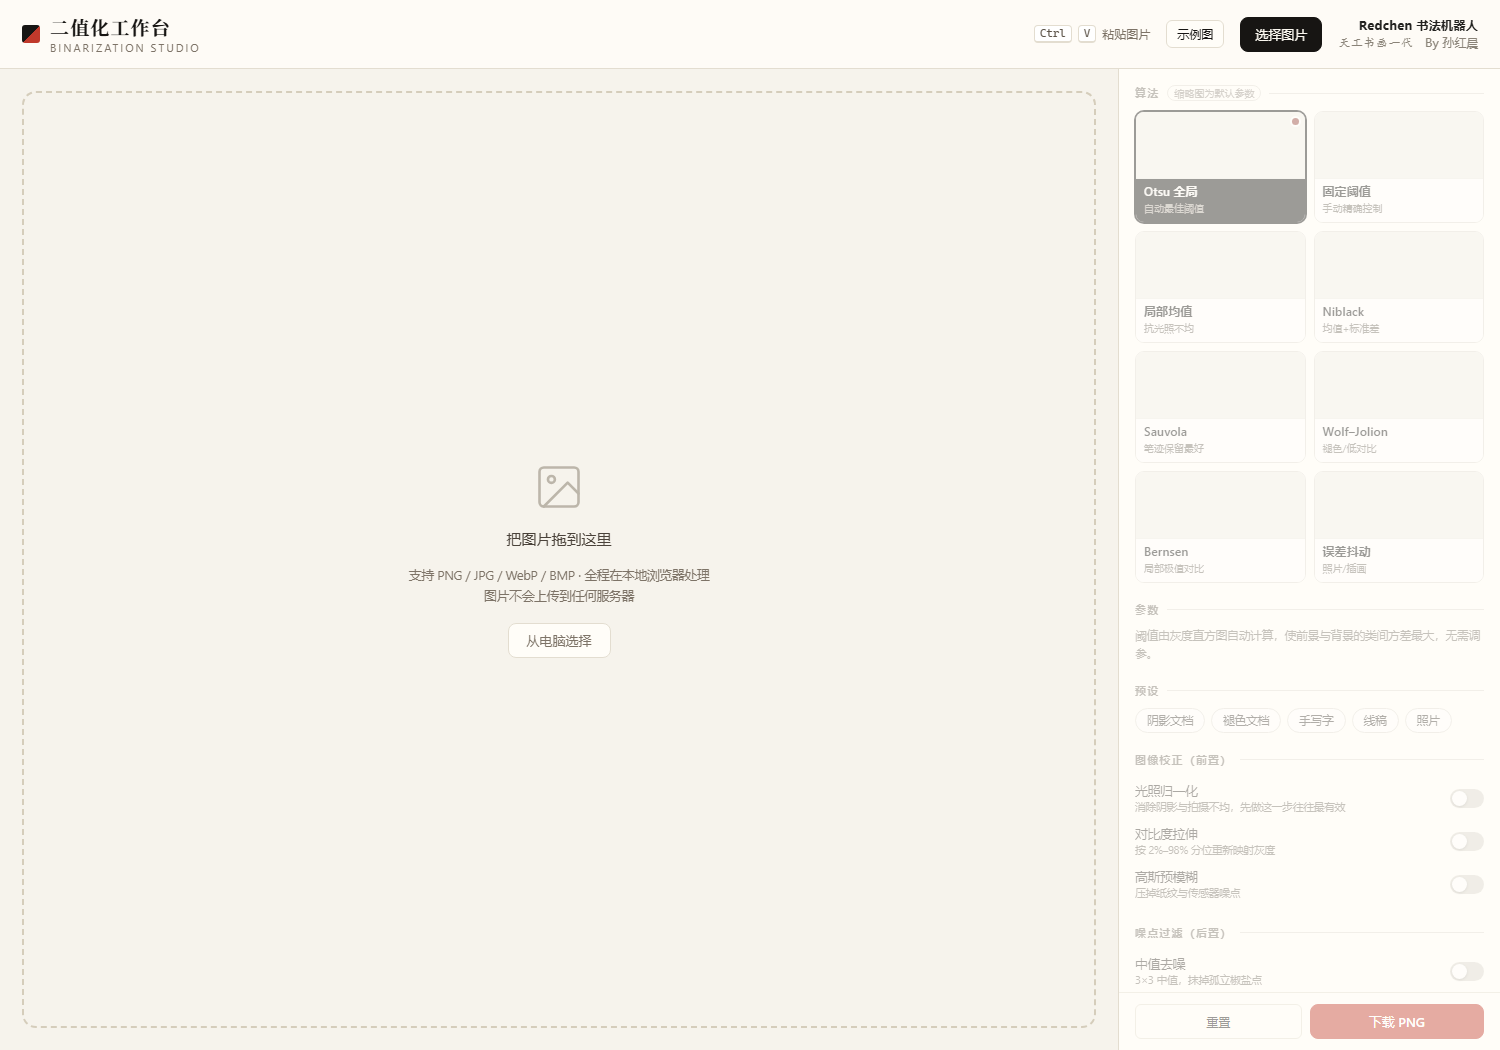 二值化工作台
BINARIZATION STUDIO
Ctrl V 粘贴图片
示例图
选择图片
Redchen 书法机器人
天工书画一代 By 孙红晨
把图片拖到这里
支持 PNG / JPG / WebP / BMP · 全程在本地浏览器处理
图片不会上传到任何服务器
从电脑选择
算法 缩略图为默认参数
Otsu 全局
自动最佳阈值
固定阈值
手动精确控制
局部均值
抗光照不均
Niblack
均值+标准差
Sauvola
笔迹保留最好
Wolf–Jolion
褪色/低对比
Bernsen
局部极值对比
误差抖动
照片/插画
参数
阈值由灰度直方图自动计算，使前景与背景的类间方差最大，无需调
参。
预设
阴影文档 褪色文档 手写字 线稿 照片
图像校正（前置）
光照归一化
消除阴影与拍摄不均，先做这一步往往最有效
对比度拉伸
按 2%–98% 分位重新映射灰度
高斯预模糊
压掉纸纹与传感器噪点
噪点过滤（后置）
中值去噪
3×3 中值，抹掉孤立椒盐点
重置
下载 PNG